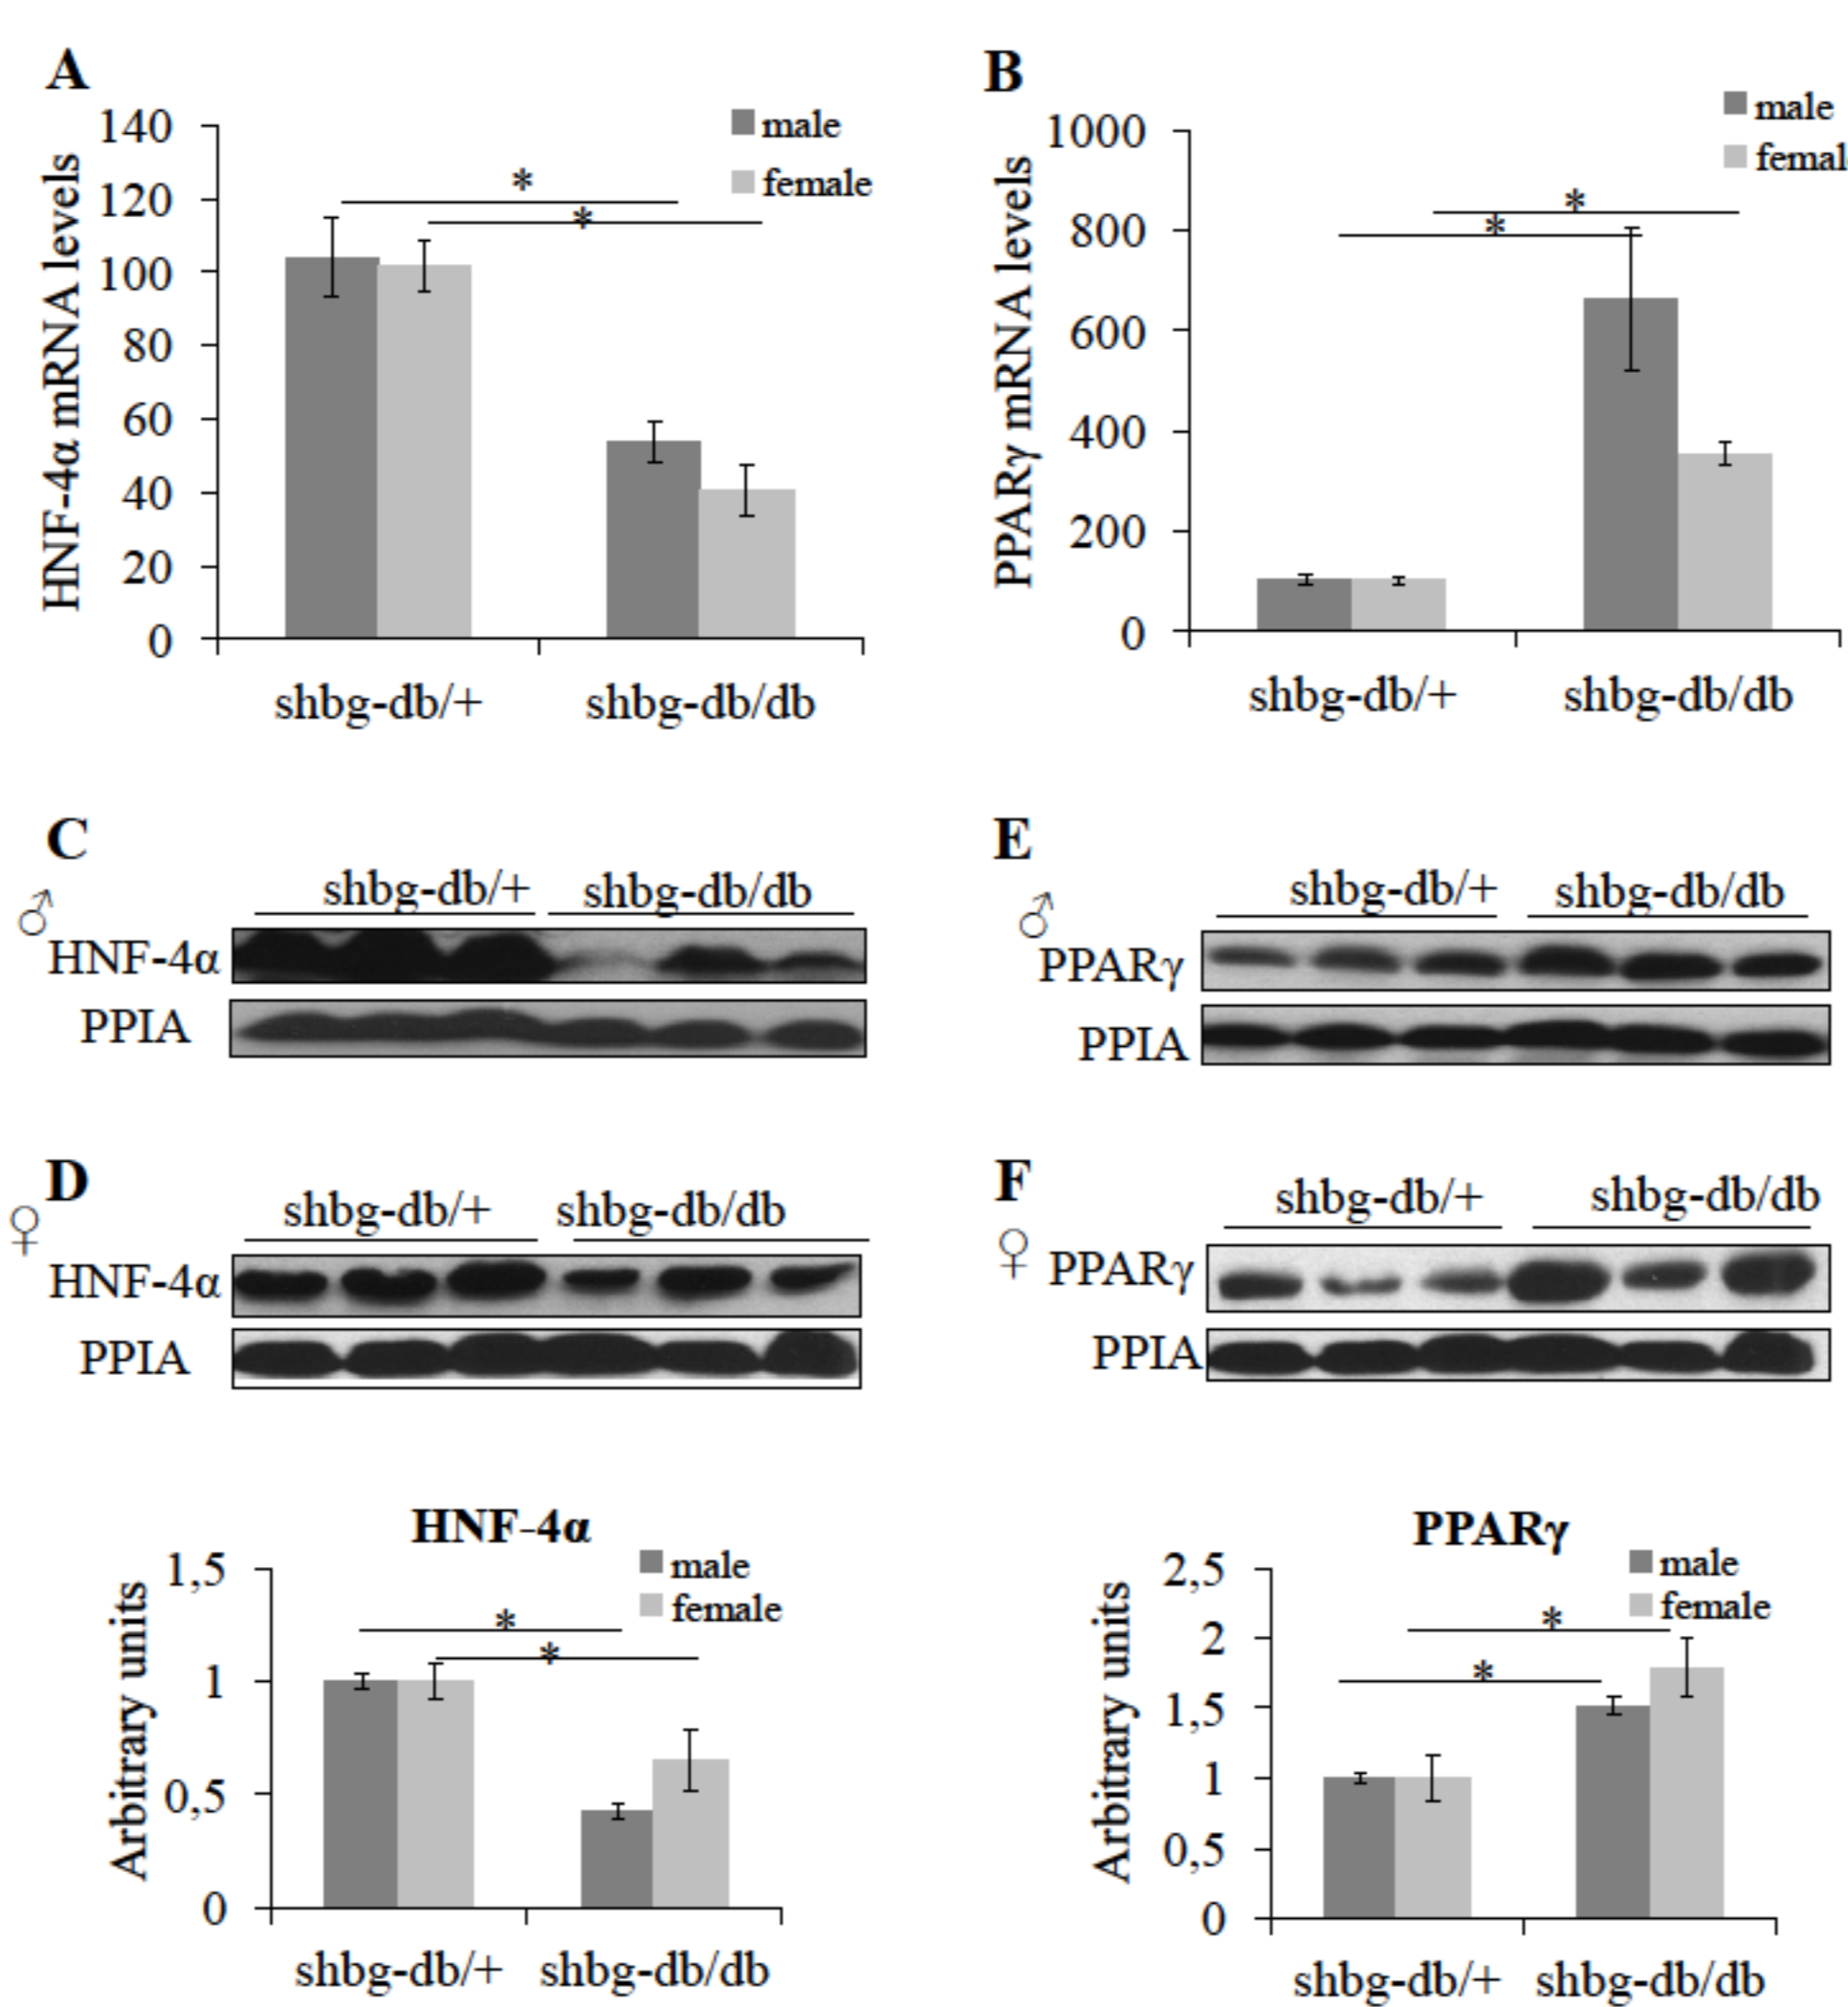 A
HNF-4α mRNA levels
140
120
100
80
60
40
20
0
male
female
*
*
shbg-db/+ shbg-db/db
B
PPARγ mRNA levels
1000
800
600
400
200
0
male
femal
*
*
shbg-db/+ shbg-db/db
C
♂
shbg-db/+ shbg-db/db
HNF-4α
PPIA
E
♂
shbg-db/+ shbg-db/db
PPARγ
PPIA
D
♀
shbg-db/+ shbg-db/db
HNF-4α
PPIA
F
♀
shbg-db/+ shbg-db/db
PPARγ
PPIA
HNF-4α
Arbitrary units
1,5
1
0,5
0
male
female
*
*
shbg-db/+ shbg-db/db
PPARγ
Arbitrary units
2,5
2
1,5
1
0,5
0
male
female
*
*
shbg-db/+ shbg-db/db